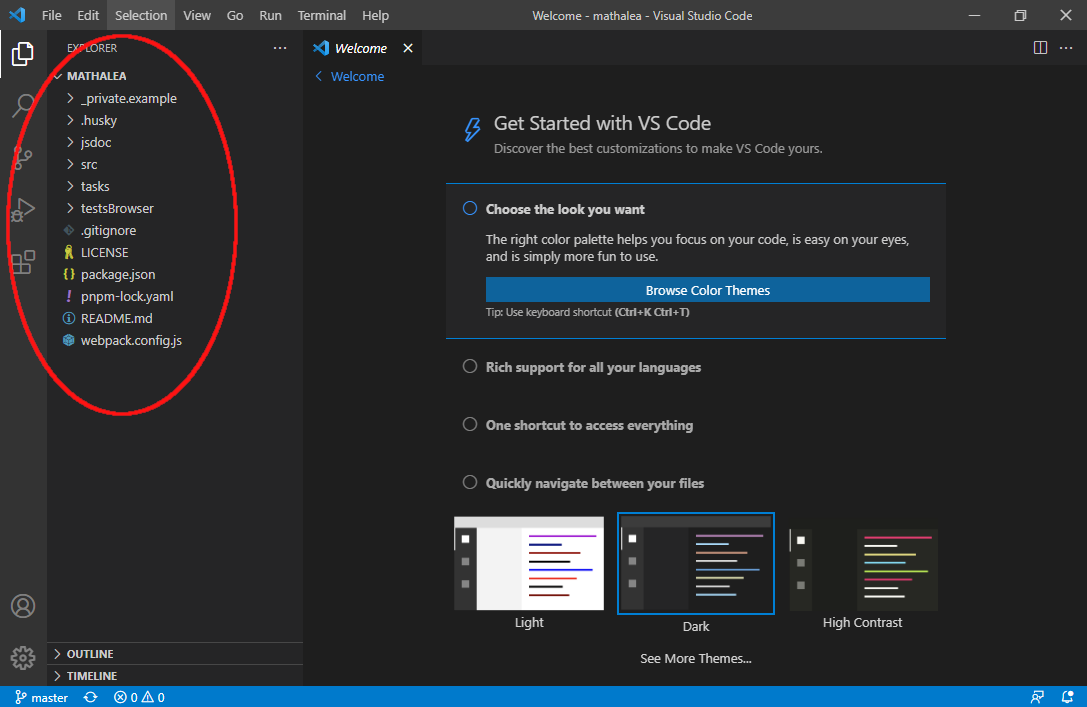 File Edit Selection View Go Run Terminal Help Welcome - mathalea - Visual Studio Code
EXPLORER
MATHALEA
_private.example
.husky
jsdoc
src
tasks
testsBrowser
.gitignore
LICENSE
package.json
pnpm-lock.yaml
README.md
webpack.config.js
OUTLINE
TIMELINE
Welcome
Welcome
Get Started with VS Code
Discover the best customizations to make VS Code yours.
Choose the look you want
The right color palette helps you focus on your code, is easy on your eyes,
and is simply more fun to use.
Browse Color Themes
Tip: Use keyboard shortcut (Ctrl+K Ctrl+T)
Rich support for all your languages
One shortcut to access everything
Quickly navigate between your files
Light Dark High Contrast
See More Themes...
master 0 0